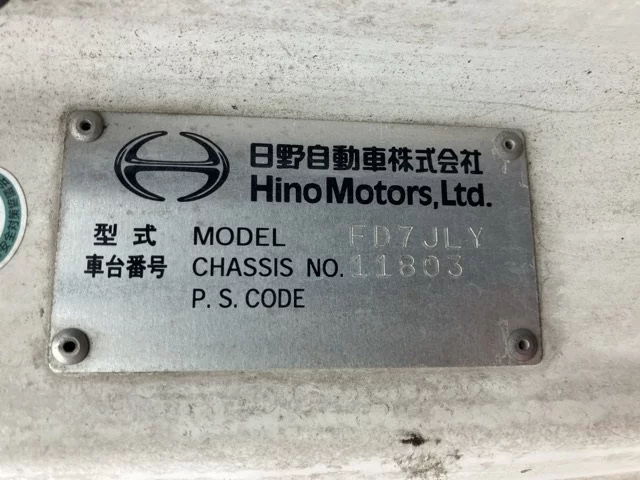 日野自動車株式会社
Hino Motors, Ltd.
型式 MODEL FD7JLY
車台番号 CHASSIS NO. 11803
P. S. CODE